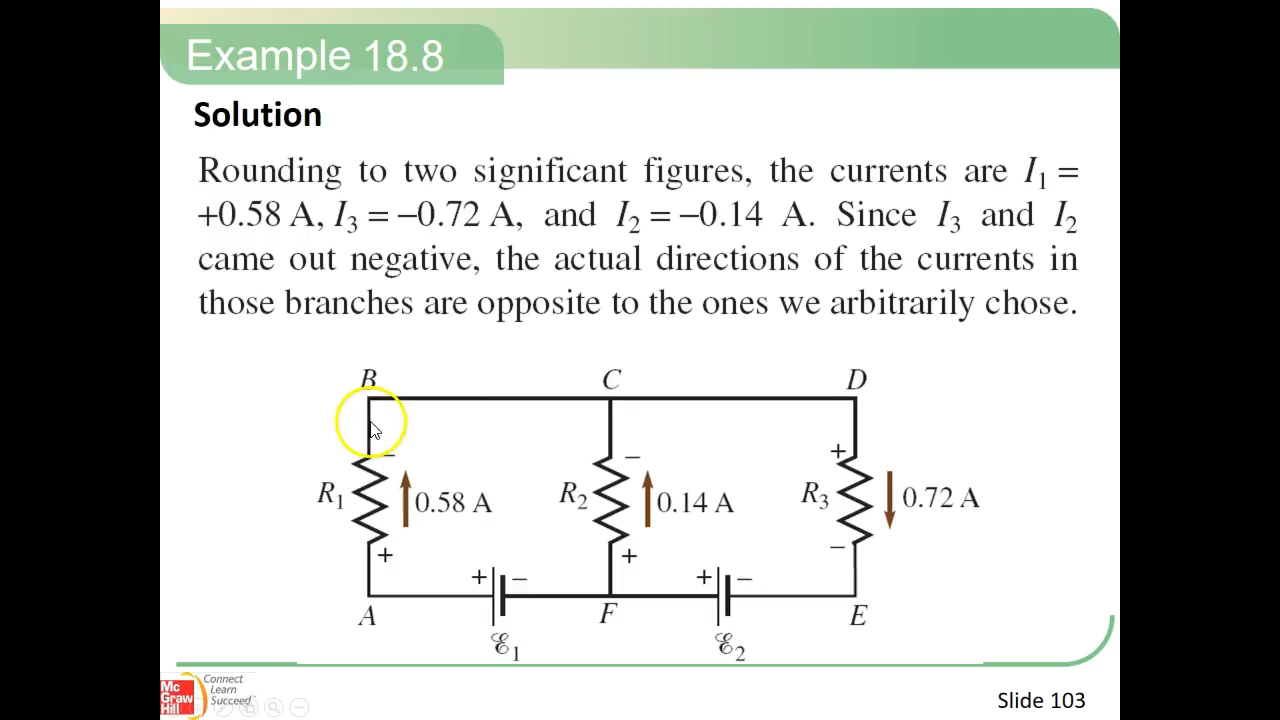 Example 18.8
Solution
Rounding to two significant figures, the currents are I₁ =
+0.58 A, I₃ = −0.72 A, and I₂ = −0.14 A. Since I₃ and I₂
came out negative, the actual directions of the currents in
those branches are opposite to the ones we arbitrarily chose.
B C D
− − +
R₁ 0.58 A R₂ 0.14 A R₃ 0.72 A
+ + −
+ − + −
A F E
ℰ₁ ℰ₂
Mc
Graw
Hill
Connect
Learn
Succeed
Slide 103